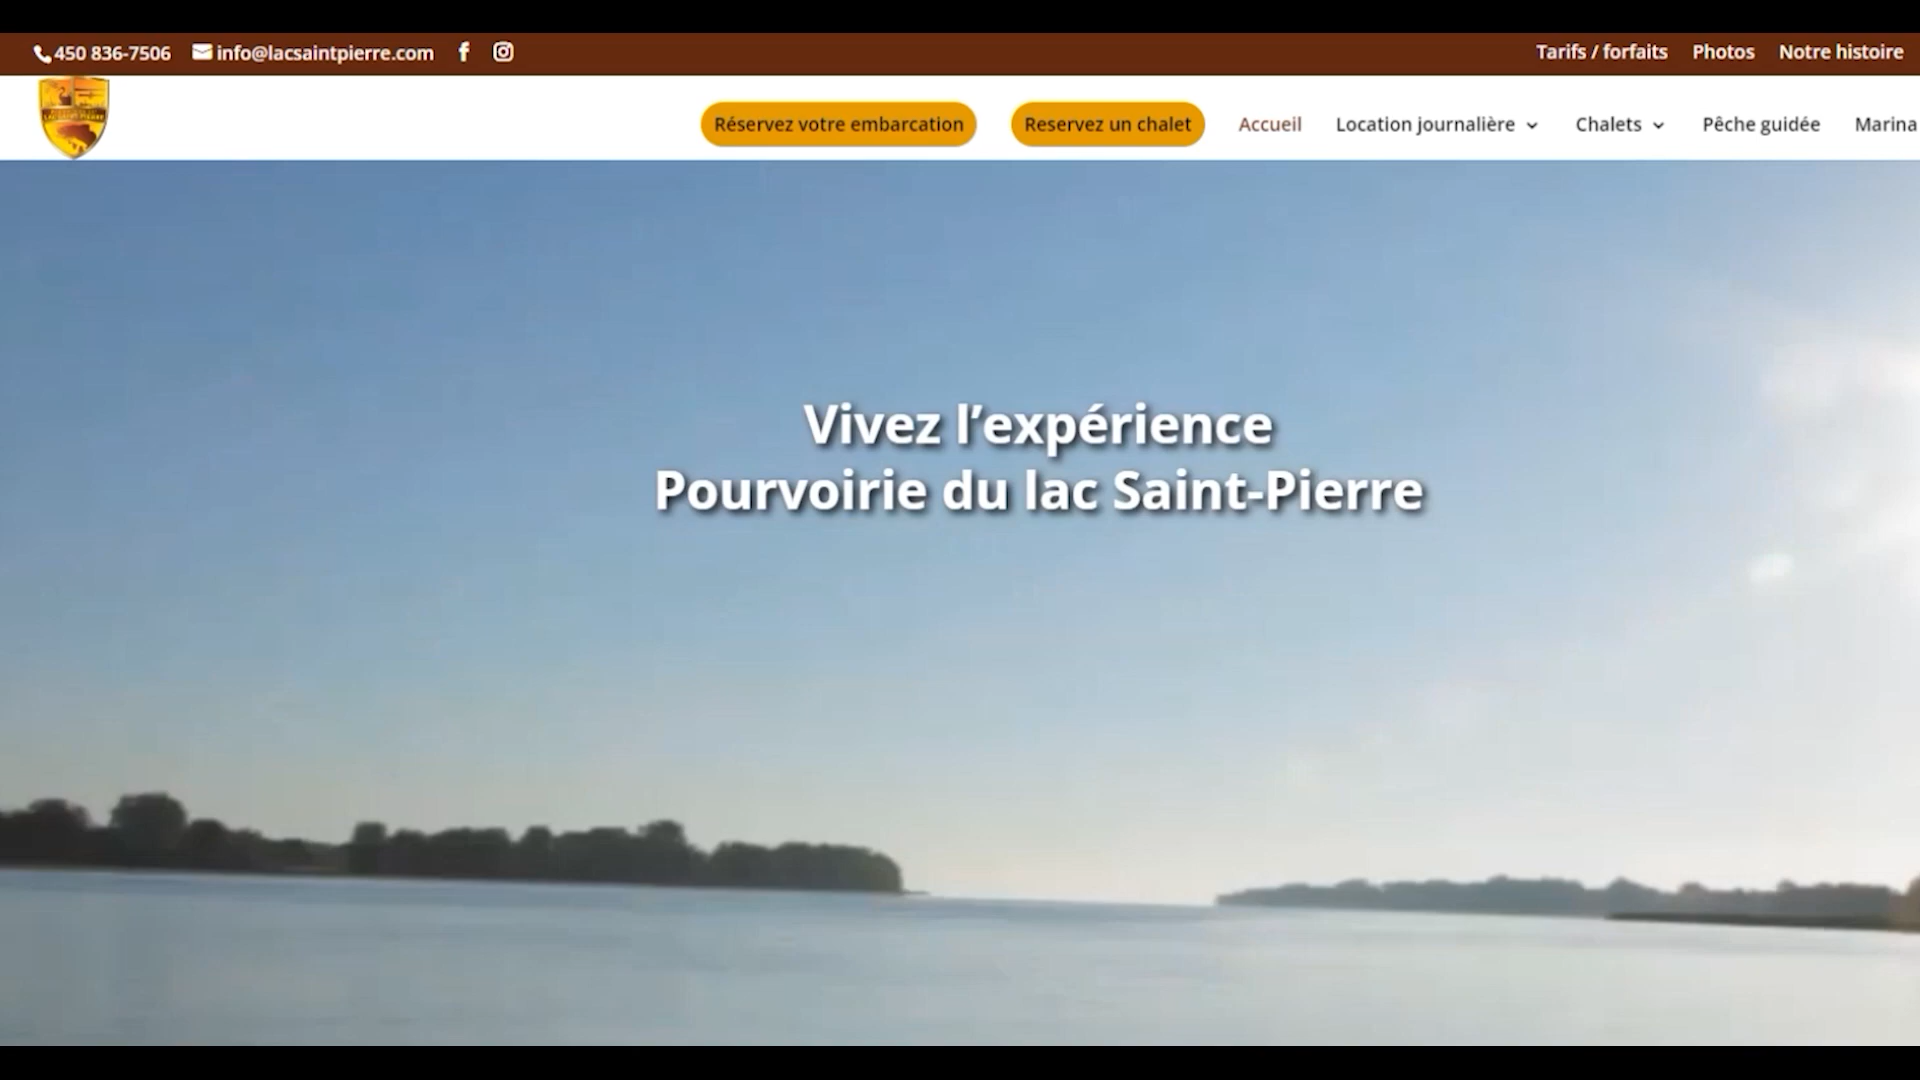 450 836-7506 info@lacsaintpierre.com
Tarifs / forfaits Photos Notre histoire
Réservez votre embarcation Reservez un chalet Accueil Location journalière Chalets Pêche guidée Marina
Vivez l’expérience
Pourvoirie du lac Saint-Pierre